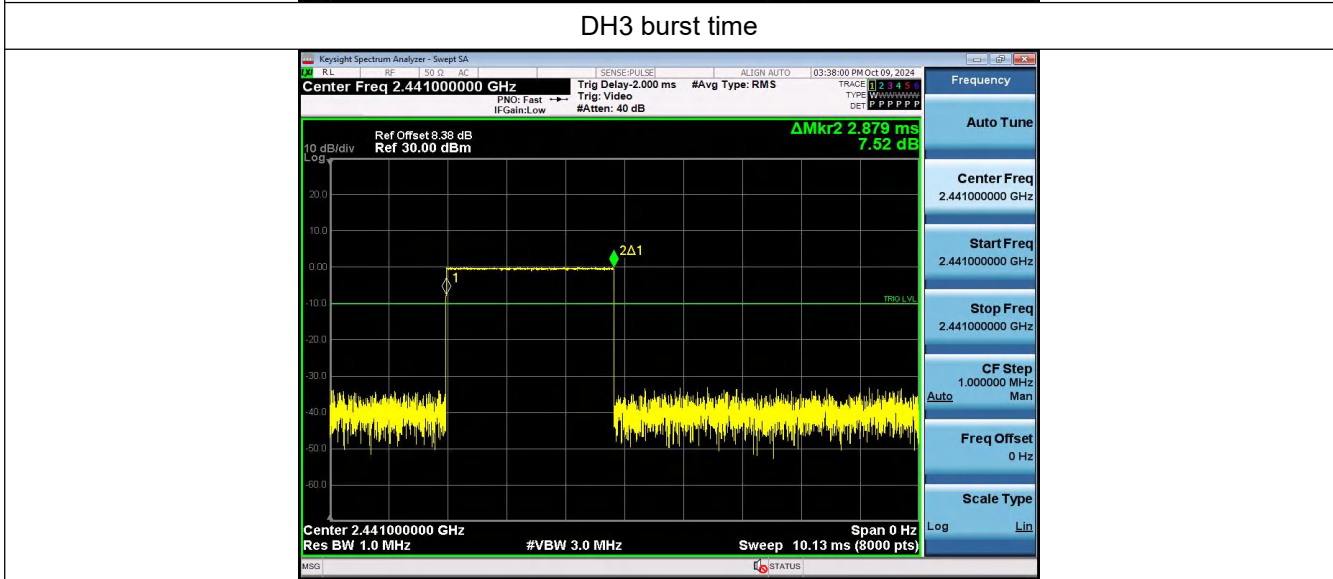 DH3 burst time
Keysight Spectrum Analyzer - Swept SA
LXI RL RF 50 Ω AC SENSE:PULSE ALIGN AUTO 03:38:00 PM Oct 09, 2024
Center Freq 2.441000000 GHz
PNO: Fast
IFGain:Low
Trig Delay-2.000 ms
Trig: Video
#Atten: 40 dB
#Avg Type: RMS
TRACE 1 2 3 4 5 6
TYPE WWWWWW
DET P P P P P P
Ref Offset 8.38 dB
10 dB/div Ref 30.00 dBm
Log
ΔMkr2 2.879 ms
7.52 dB
20.0
10.0
0.00
-10.0
-20.0
-30.0
-40.0
-50.0
-60.0
2Δ1
1
TRIG LVL
Center 2.441000000 GHz Span 0 Hz
Res BW 1.0 MHz #VBW 3.0 MHz Sweep 10.13 ms (8000 pts)
MSG STATUS
Frequency
Auto Tune
Center Freq
2.441000000 GHz
Start Freq
2.441000000 GHz
Stop Freq
2.441000000 GHz
CF Step
1.000000 MHz
Auto Man
Freq Offset
0 Hz
Scale Type
Log Lin